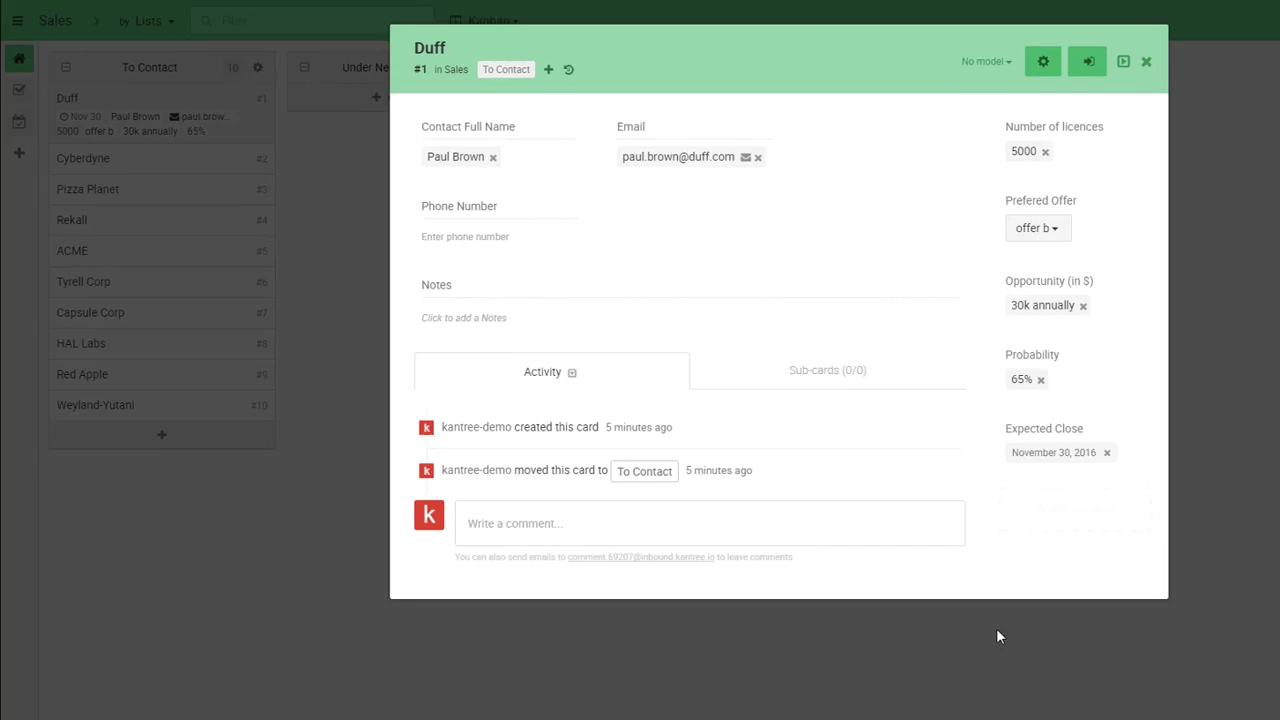 Sales
by Lists
Filter
Kanban
To Contact 10
Under Ne
Duff #1
Nov 30 Paul Brown paul.brow...
5000 offer b 30k annually 65%
Cyberdyne #2
Pizza Planet #3
Rekall #4
ACME #5
Tyrell Corp #6
Capsule Corp #7
HAL Labs #8
Red Apple #9
Weyland-Yutani #10
Duff
#1 in Sales To Contact
No model
Contact Full Name
Paul Brown
Email
paul.brown@duff.com
Phone Number
Enter phone number
Notes
Click to add a Notes
Activity
Sub-cards (0/0)
k kantree-demo created this card 5 minutes ago
k kantree-demo moved this card to To Contact 5 minutes ago
k
Write a comment...
You can also send emails to comment.69207@inbound.kantree.io to leave comments
Number of licences
5000
Prefered Offer
offer b
Opportunity (in $)
30k annually
Probability
65%
Expected Close
November 30, 2016